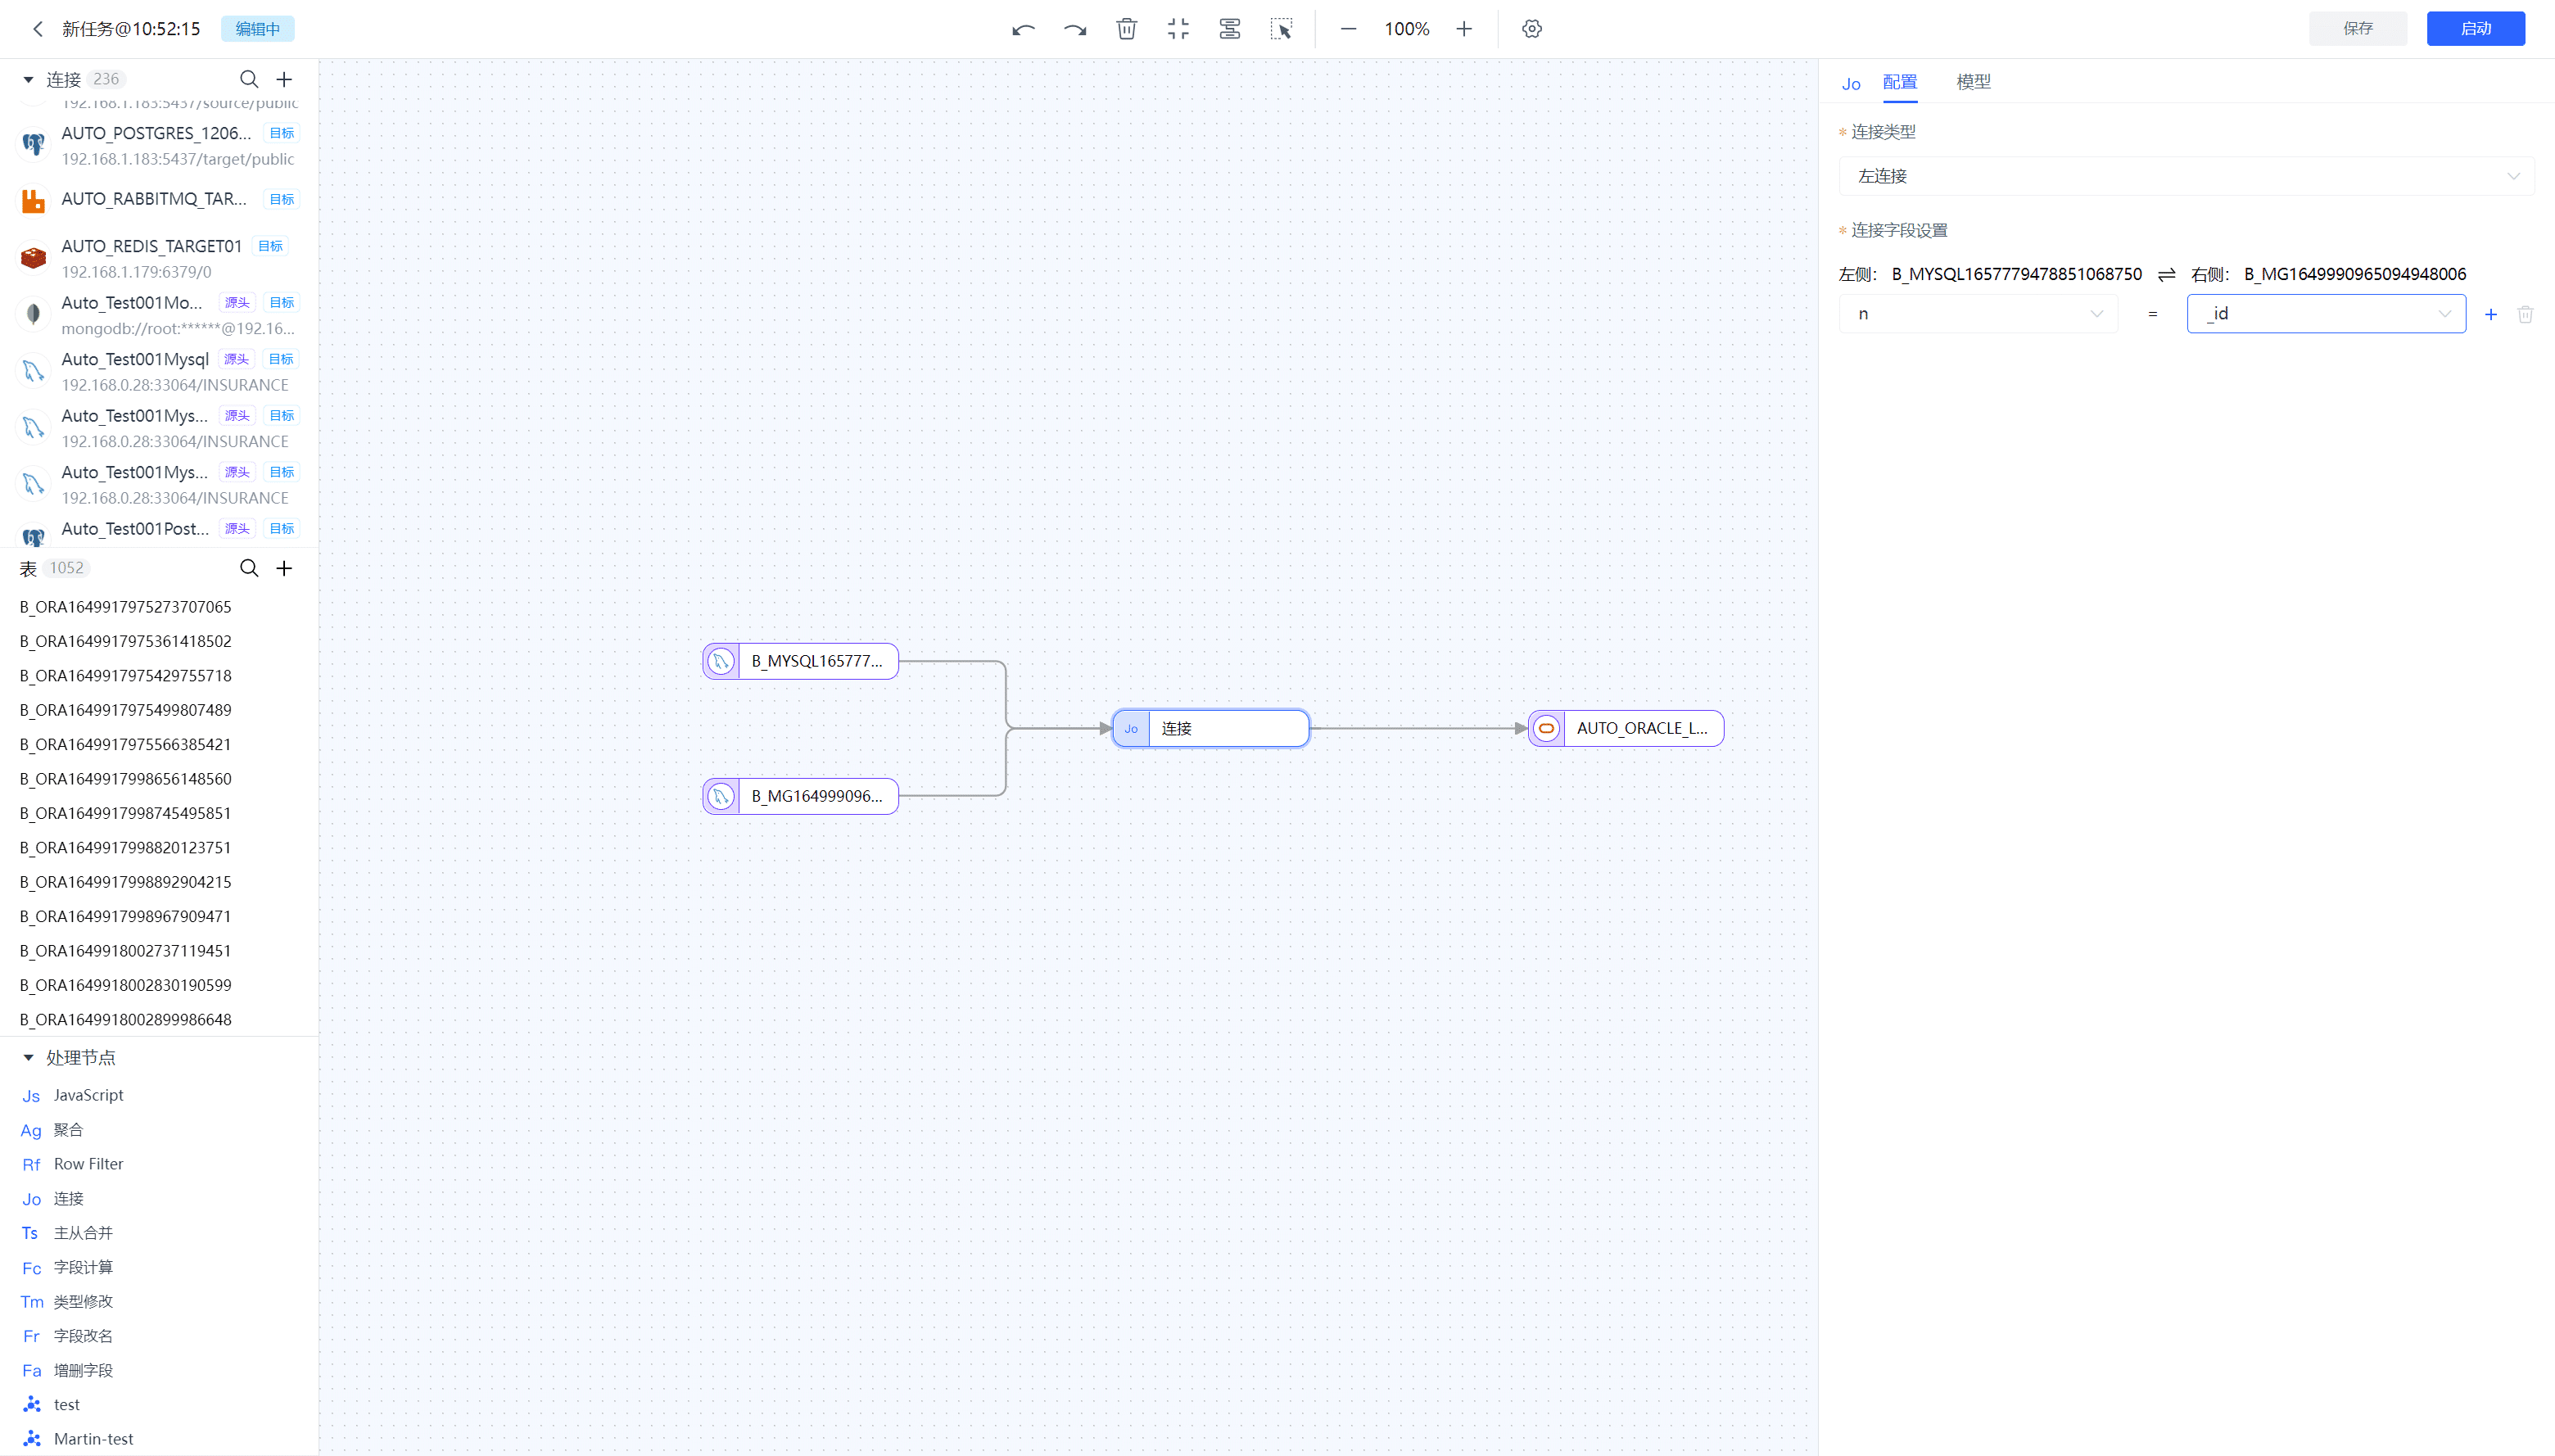 新任务@10:52:15 编辑中
100%
保存 启动
连接 236
192.168.1.183:5437/source/public
AUTO_POSTGRES_1206... 目标
192.168.1.183:5437/target/public
AUTO_RABBITMQ_TAR... 目标
AUTO_REDIS_TARGET01 目标
192.168.1.179:6379/0
Auto_Test001Mo... 源头 目标
mongodb://root:******@192.16...
Auto_Test001Mysql 源头 目标
192.168.0.28:33064/INSURANCE
Auto_Test001Mys... 源头 目标
192.168.0.28:33064/INSURANCE
Auto_Test001Mys... 源头 目标
192.168.0.28:33064/INSURANCE
Auto_Test001Post... 源头 目标
表 1052
B_ORA1649917975273707065
B_ORA1649917975361418502
B_ORA1649917975429755718
B_ORA1649917975499807489
B_ORA1649917975566385421
B_ORA1649917998656148560
B_ORA1649917998745495851
B_ORA1649917998820123751
B_ORA1649917998892904215
B_ORA1649917998967909471
B_ORA1649918002737119451
B_ORA1649918002830190599
B_ORA1649918002899986648
处理节点
Js JavaScript
Ag 聚合
Rf Row Filter
Jo 连接
Ts 主从合并
Fc 字段计算
Tm 类型修改
Fr 字段改名
Fa 增删字段
test
Martin-test
B_MYSQL165777...
Jo 连接
AUTO_ORACLE_L...
B_MG164999096...
Jo 配置 模型
* 连接类型
左连接
* 连接字段设置
左侧： B_MYSQL1657779478851068750 ⇌ 右侧： B_MG1649990965094948006
n = _id